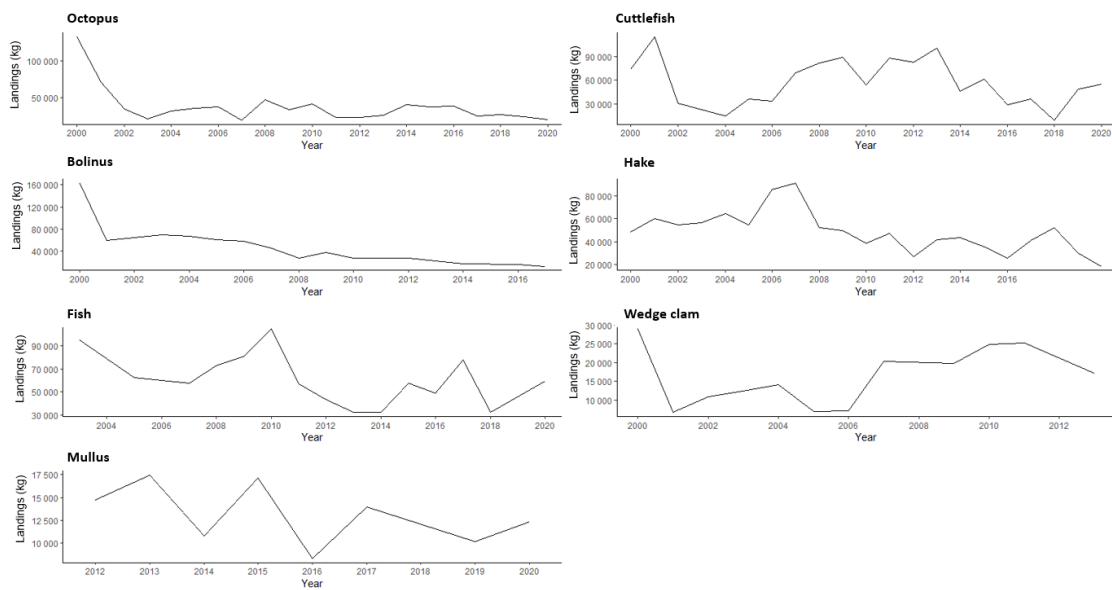 Octopus
Landings (kg)
100 000
50 000
2000 2002 2004 2006 2008 2010 2012 2014 2016 2018 2020
Year
Cuttlefish
Landings (kg)
90 000
60 000
30 000
2000 2002 2004 2006 2008 2010 2012 2014 2016 2018 2020
Year
Bolinus
Landings (kg)
160 000
120 000
80 000
40 000
2000 2002 2004 2006 2008 2010 2012 2014 2016
Year
Hake
Landings (kg)
80 000
60 000
40 000
20 000
2000 2002 2004 2006 2008 2010 2012 2014 2016
Year
Fish
Landings (kg)
90 000
70 000
50 000
30 000
2004 2006 2008 2010 2012 2014 2016 2018 2020
Year
Wedge clam
Landings (kg)
30 000
25 000
20 000
15 000
10 000
2000 2002 2004 2006 2008 2010 2012
Year
Mullus
Landings (kg)
17 500
15 000
12 500
10 000
2012 2013 2014 2015 2016 2017 2018 2019 2020
Year